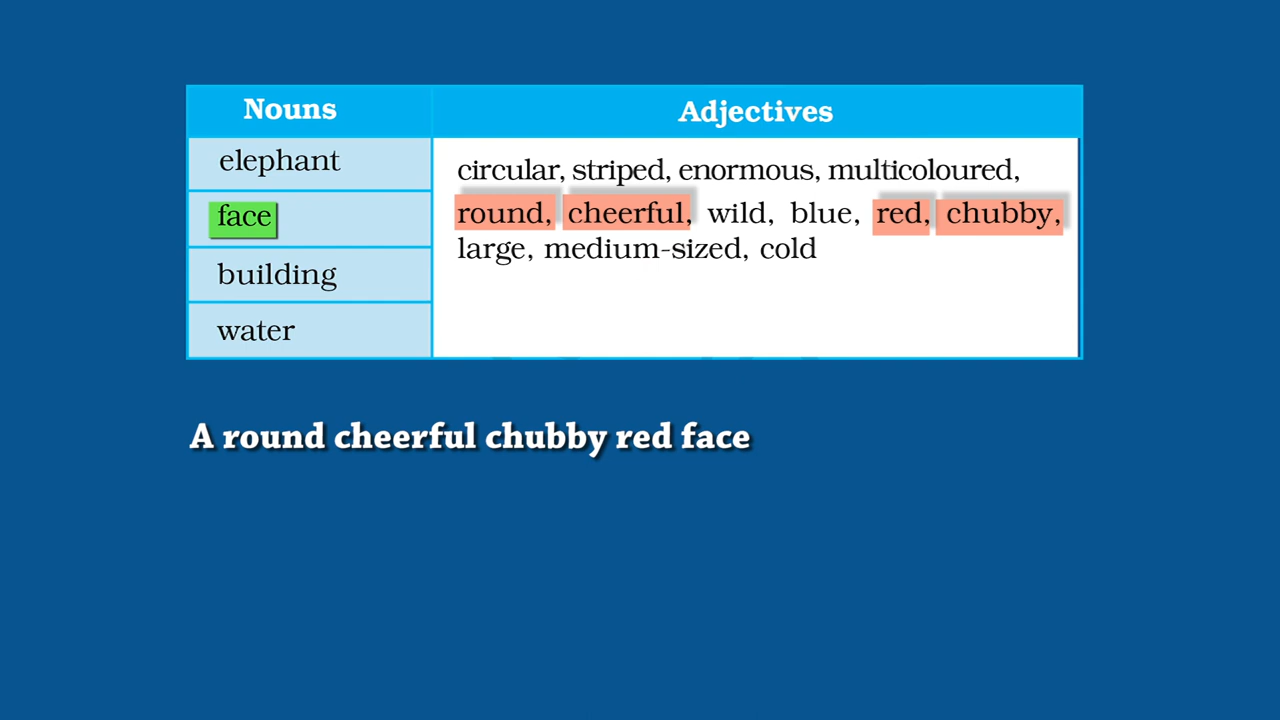 Nouns
Adjectives
elephant
circular, striped, enormous, multicoloured,
face
round, cheerful, wild, blue, red, chubby,
large, medium-sized, cold
building
water
A round cheerful chubby red face